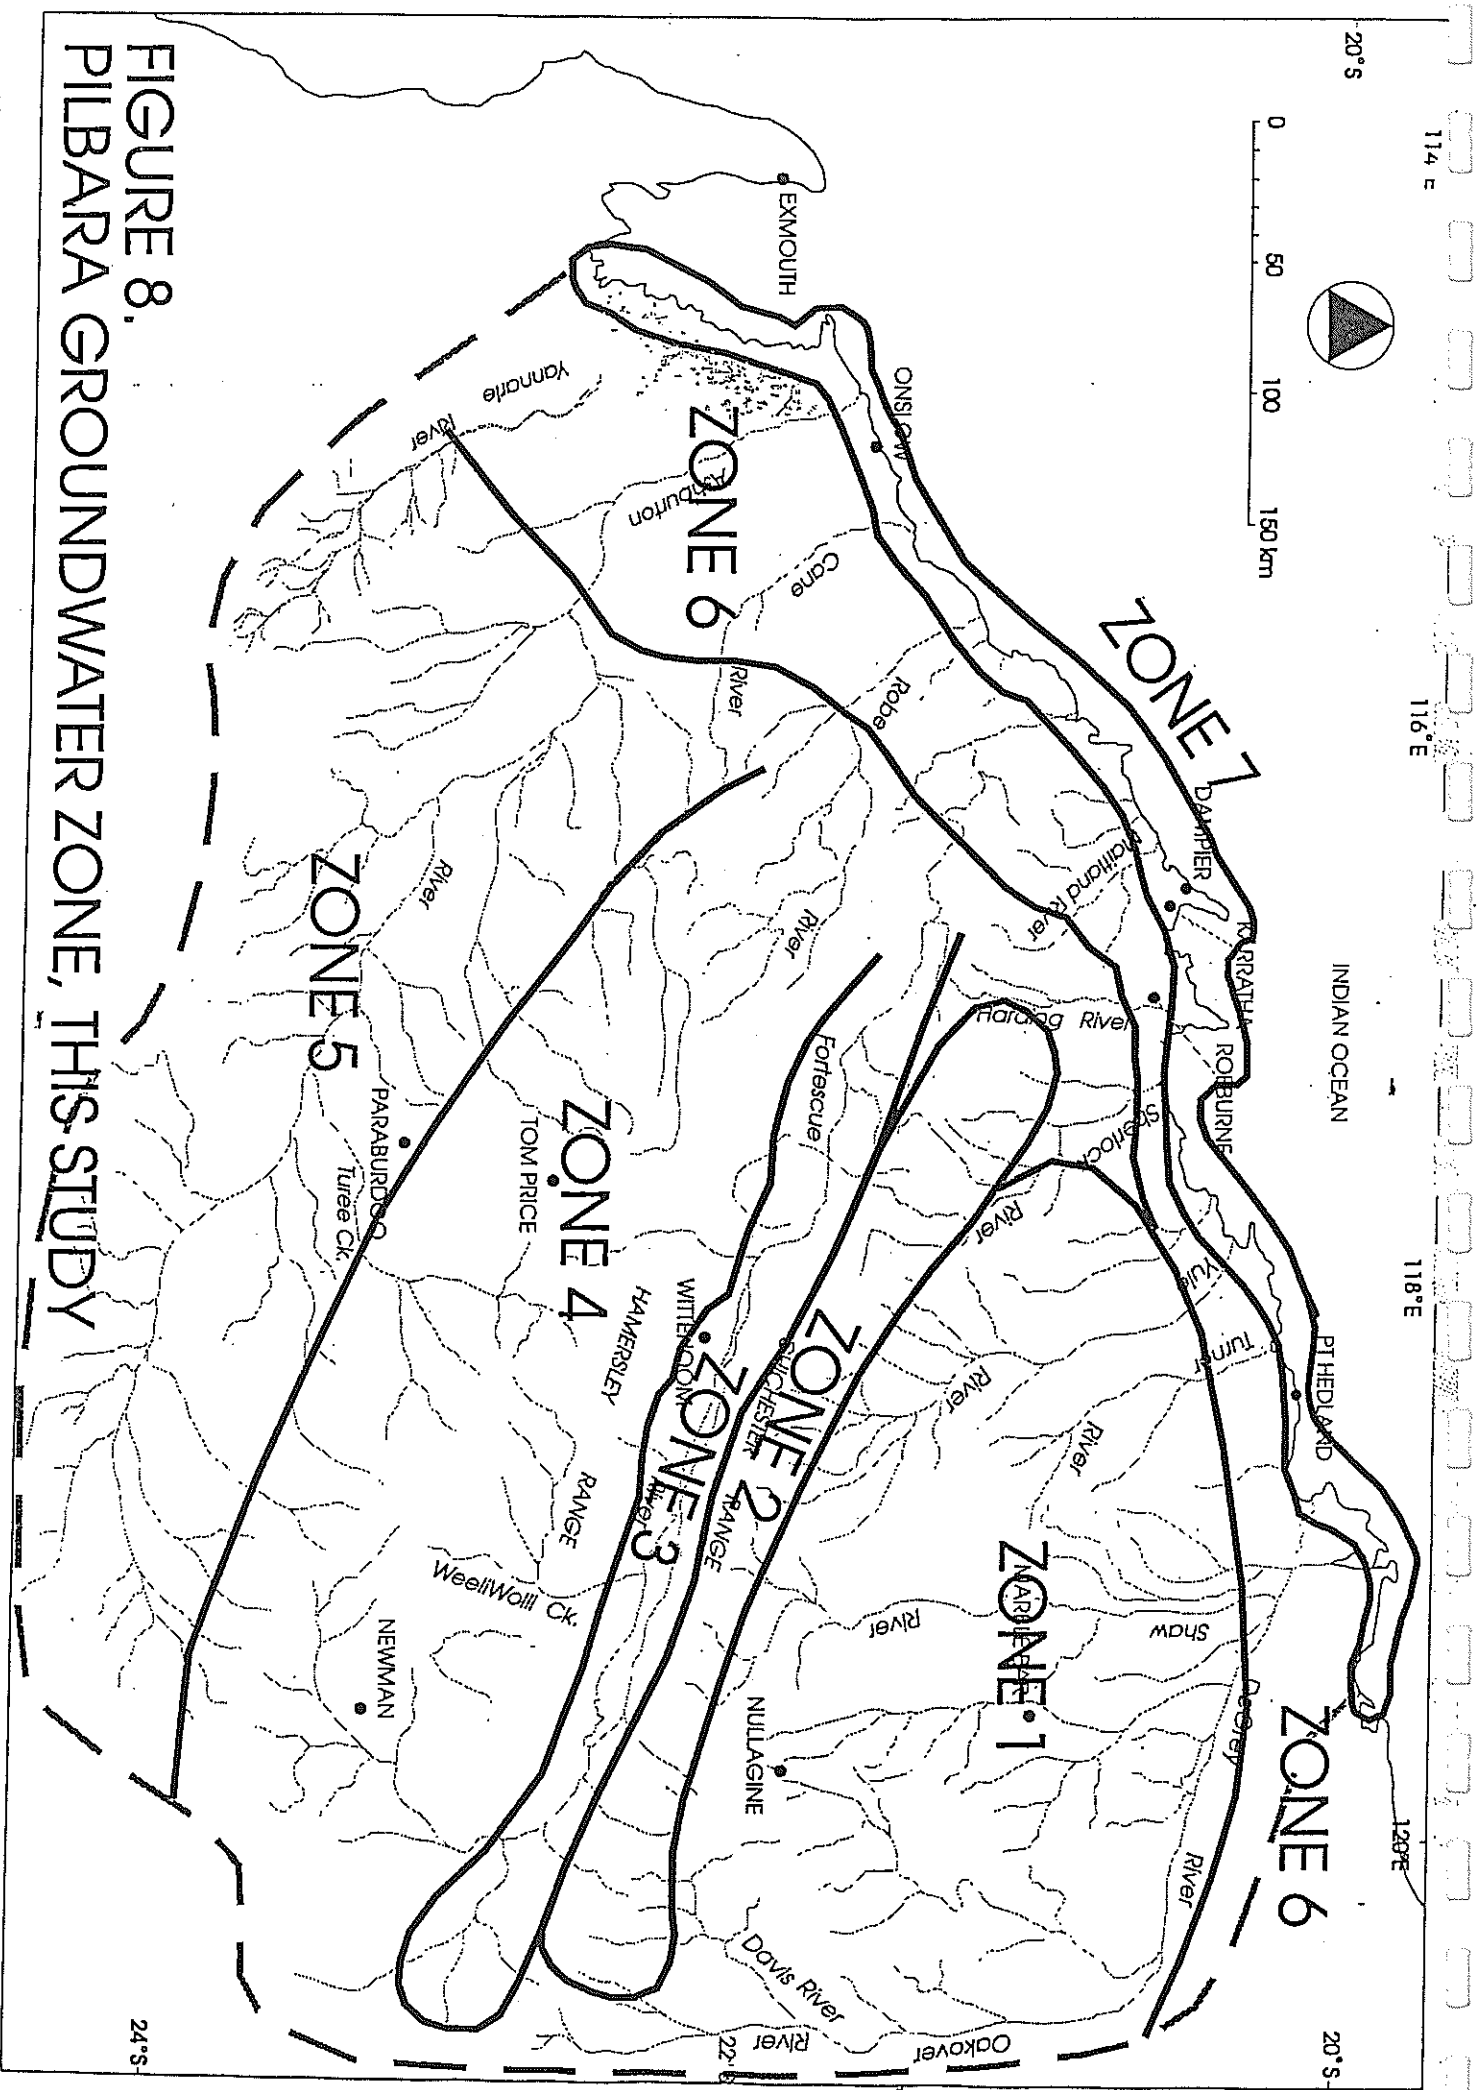 114
116°E
118°E
120°E
20°S
20°S
22°
24°S
0 50 100 150 km
INDIAN OCEAN
EXMOUTH
ONSLOW
DAMPIER
KARRATHA
ROEBURNE
PT HEDLAND
ZONE 7
ZONE 6
ZONE 6
ZONE 1
MARBLE BAR
ZONE 2
CHICHESTER
RANGE
ZONE 3
WITTENOOM
ZONE 4
HAMERSLEY
RANGE
TOM PRICE
ZONE 5
PARABURDOO
NEWMAN
NULLAGINE
Yannarie
River
Ashburton
River
Cane
River
Robe
River
Maitland River
Harding River
Fortescue
River
Sherlock
River
Yule
River
Turner
River
Shaw
River
DeGrey
River
Davis River
Oakover
River
Turee Ck.
WeeliWolli Ck.
FIGURE 8.
PILBARA GROUNDWATER ZONE, THIS STUDY